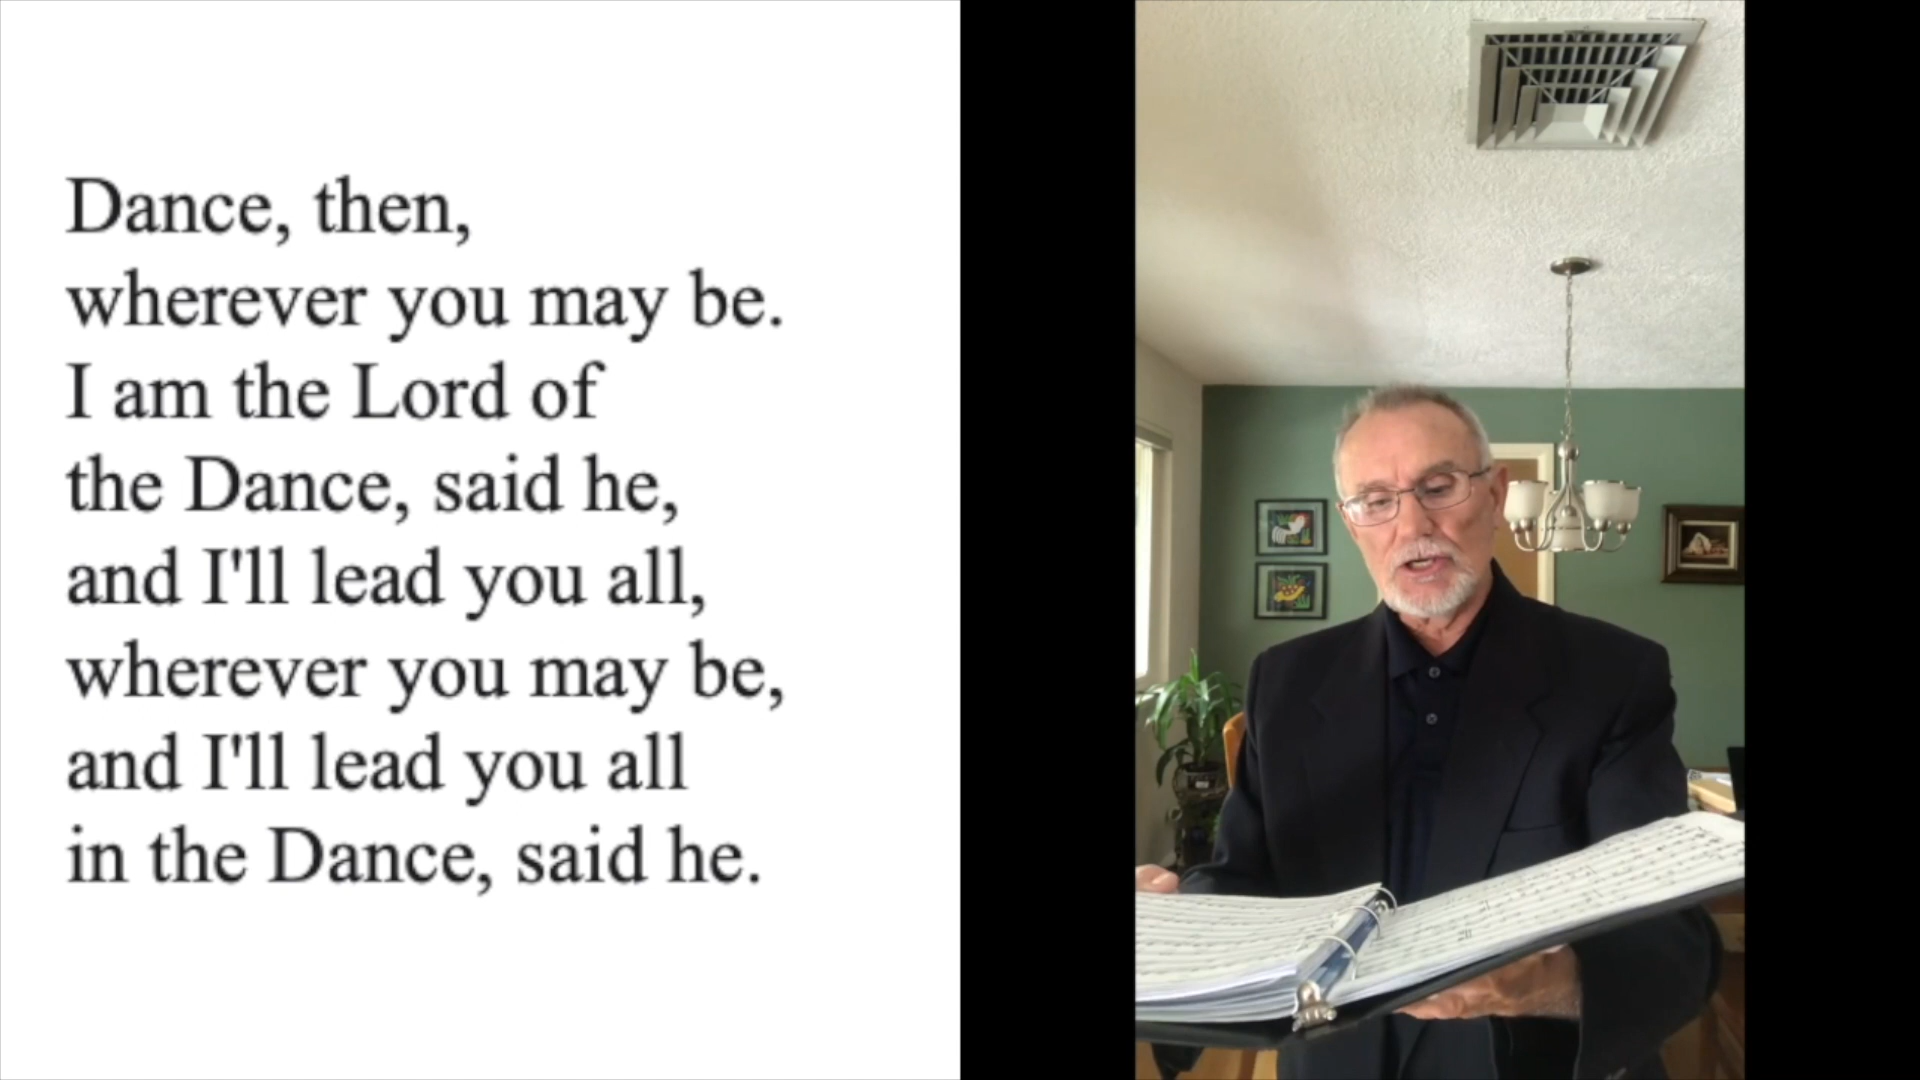 Dance, then,
wherever you may be.
I am the Lord of
the Dance, said he,
and I'll lead you all,
wherever you may be,
and I'll lead you all
in the Dance, said he.